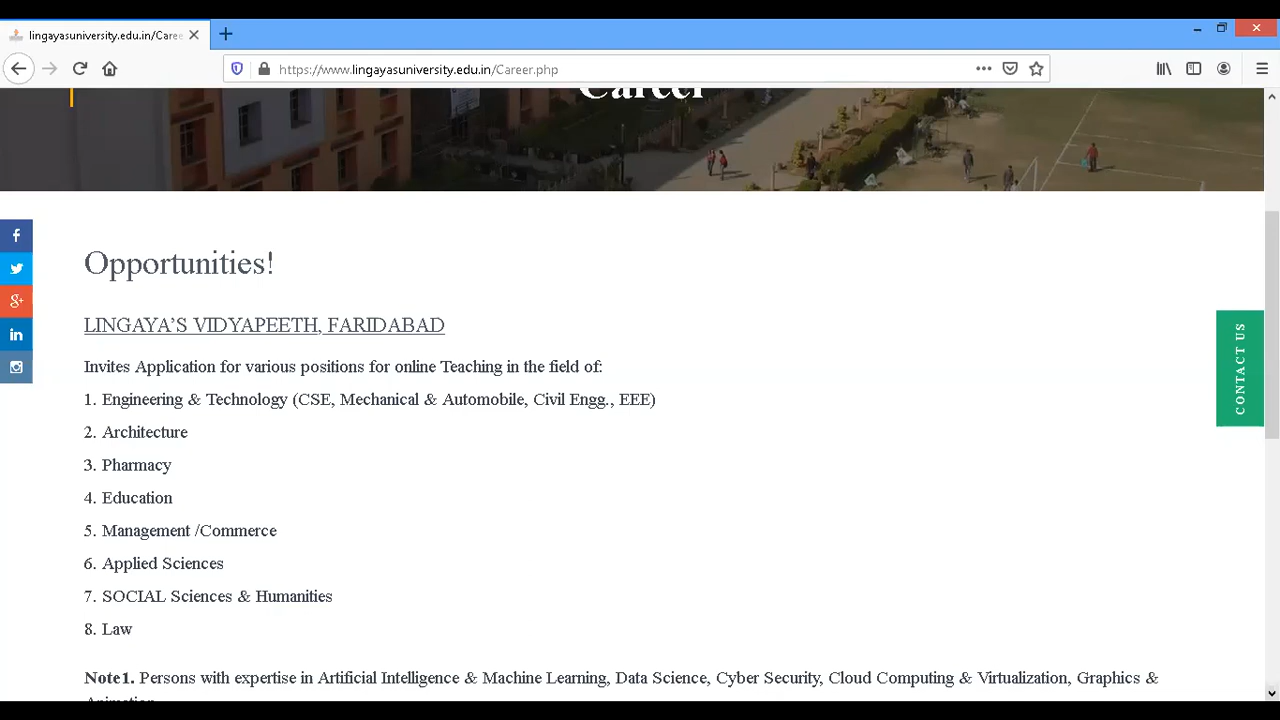 lingayasuniversity.edu.in/Caree
https://www.lingayasuniversity.edu.in/Career.php
Career
Opportunities!
LINGAYA'S VIDYAPEETH, FARIDABAD
Invites Application for various positions for online Teaching in the field of:
1. Engineering & Technology (CSE, Mechanical & Automobile, Civil Engg., EEE)
2. Architecture
3. Pharmacy
4. Education
5. Management /Commerce
6. Applied Sciences
7. SOCIAL Sciences & Humanities
8. Law
CONTACT US
Note1. Persons with expertise in Artificial Intelligence & Machine Learning, Data Science, Cyber Security, Cloud Computing & Virtualization, Graphics &
Animation